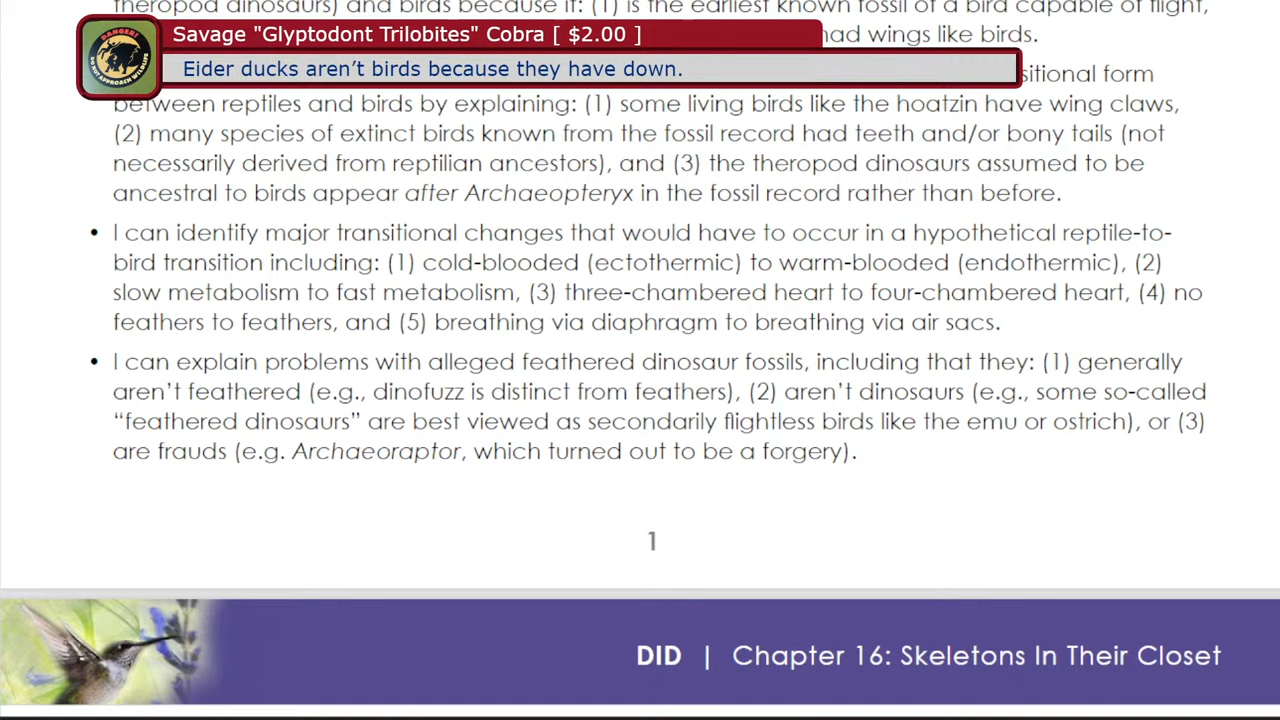 theropod dinosaurs) and birds because it: (1) is the earliest known fossil of a bird capable of flight,
Savage "Glyptodont Trilobites" Cobra [ $2.00 ]
had wings like birds.
Eider ducks aren’t birds because they have down.
sitional form
between reptiles and birds by explaining: (1) some living birds like the hoatzin have wing claws,
(2) many species of extinct birds known from the fossil record had teeth and/or bony tails (not
necessarily derived from reptilian ancestors), and (3) the theropod dinosaurs assumed to be
ancestral to birds appear after Archaeopteryx in the fossil record rather than before.
• I can identify major transitional changes that would have to occur in a hypothetical reptile-to-
bird transition including: (1) cold-blooded (ectothermic) to warm-blooded (endothermic), (2)
slow metabolism to fast metabolism, (3) three-chambered heart to four-chambered heart, (4) no
feathers to feathers, and (5) breathing via diaphragm to breathing via air sacs.
• I can explain problems with alleged feathered dinosaur fossils, including that they: (1) generally
aren’t feathered (e.g., dinofuzz is distinct from feathers), (2) aren’t dinosaurs (e.g., some so-called
“feathered dinosaurs” are best viewed as secondarily flightless birds like the emu or ostrich), or (3)
are frauds (e.g. Archaeoraptor, which turned out to be a forgery).
1
DID | Chapter 16: Skeletons In Their Closet